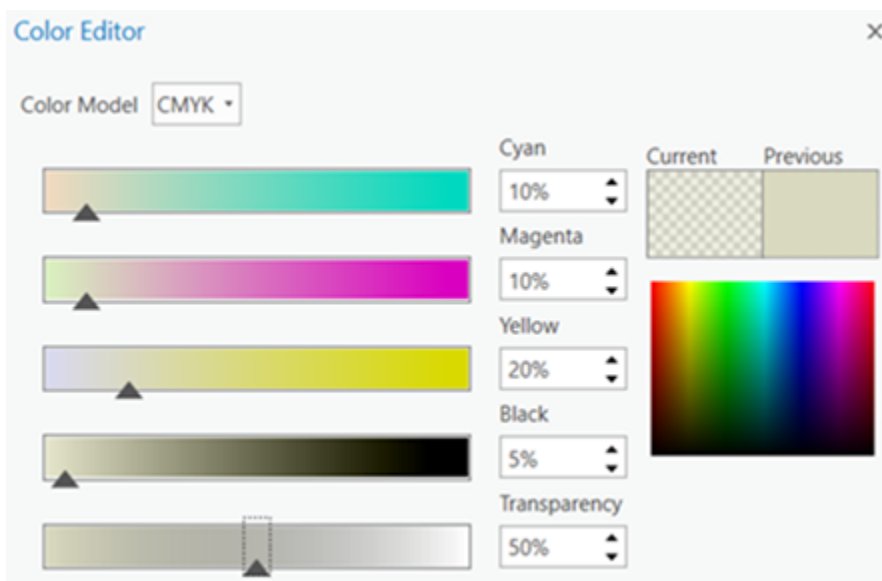 Color Editor
Color Model CMYK
Cyan
10%
Magenta
10%
Yellow
20%
Black
5%
Transparency
50%
Current Previous